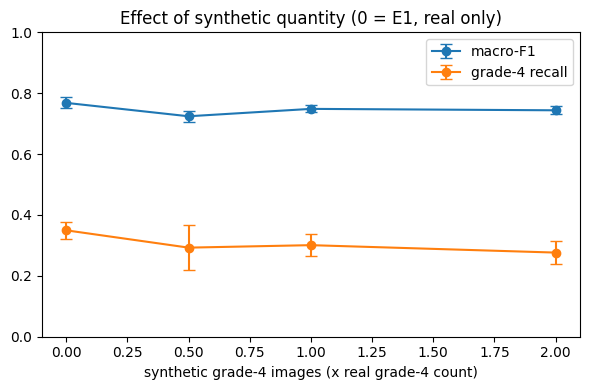 Effect of synthetic quantity (0 = E1, real only)
macro-F1
grade-4 recall
1.0
0.8
0.6
0.4
0.2
0.0
0.00 0.25 0.50 0.75 1.00 1.25 1.50 1.75 2.00
synthetic grade-4 images (x real grade-4 count)